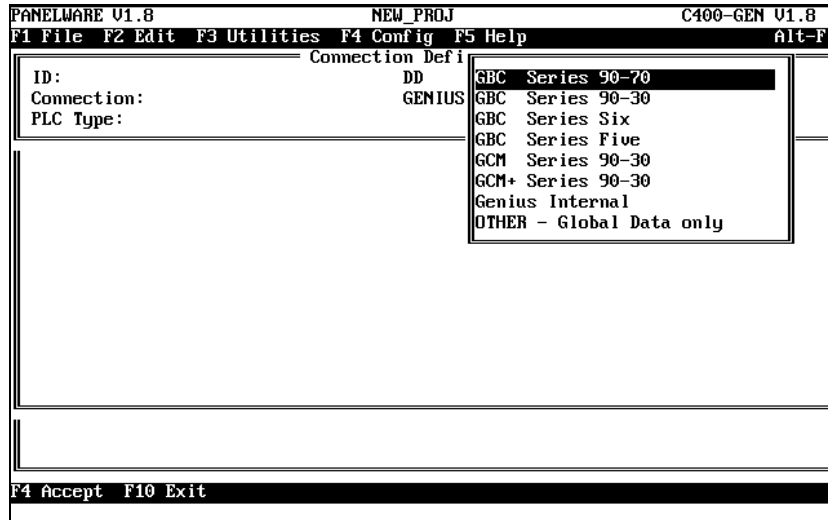 PANELWARE V1.8 NEW_PROJ C400-GEN V1.8
F1 File F2 Edit F3 Utilities F4 Config F5 Help Alt-F
Connection Defi
ID: DD
Connection: GENIUS
PLC Type:
GBC Series 90-70
GBC Series 90-30
GBC Series Six
GBC Series Five
GCM Series 90-30
GCM+ Series 90-30
Genius Internal
OTHER - Global Data only
F4 Accept F10 Exit